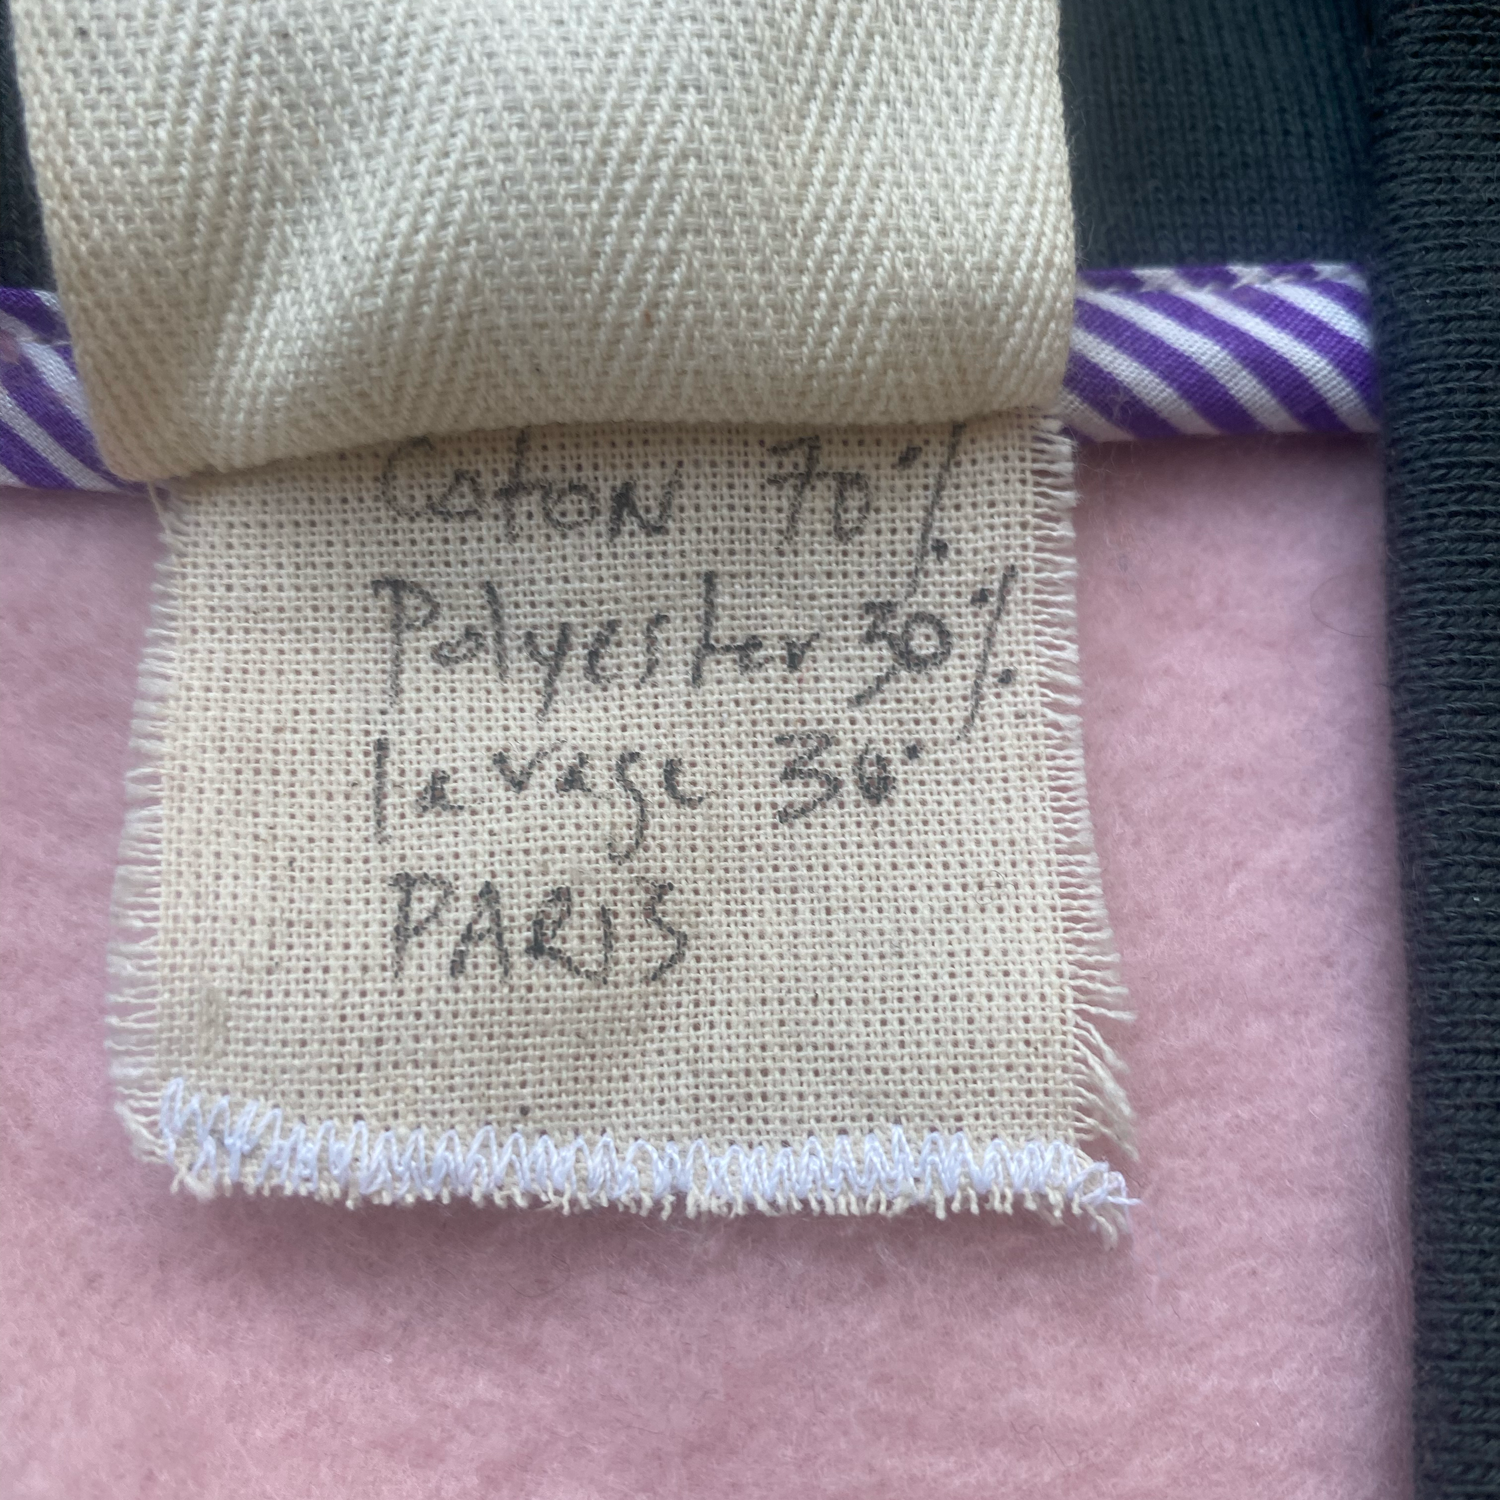 Coton 70%
Polyester 30%
lavage 30°
PARIS